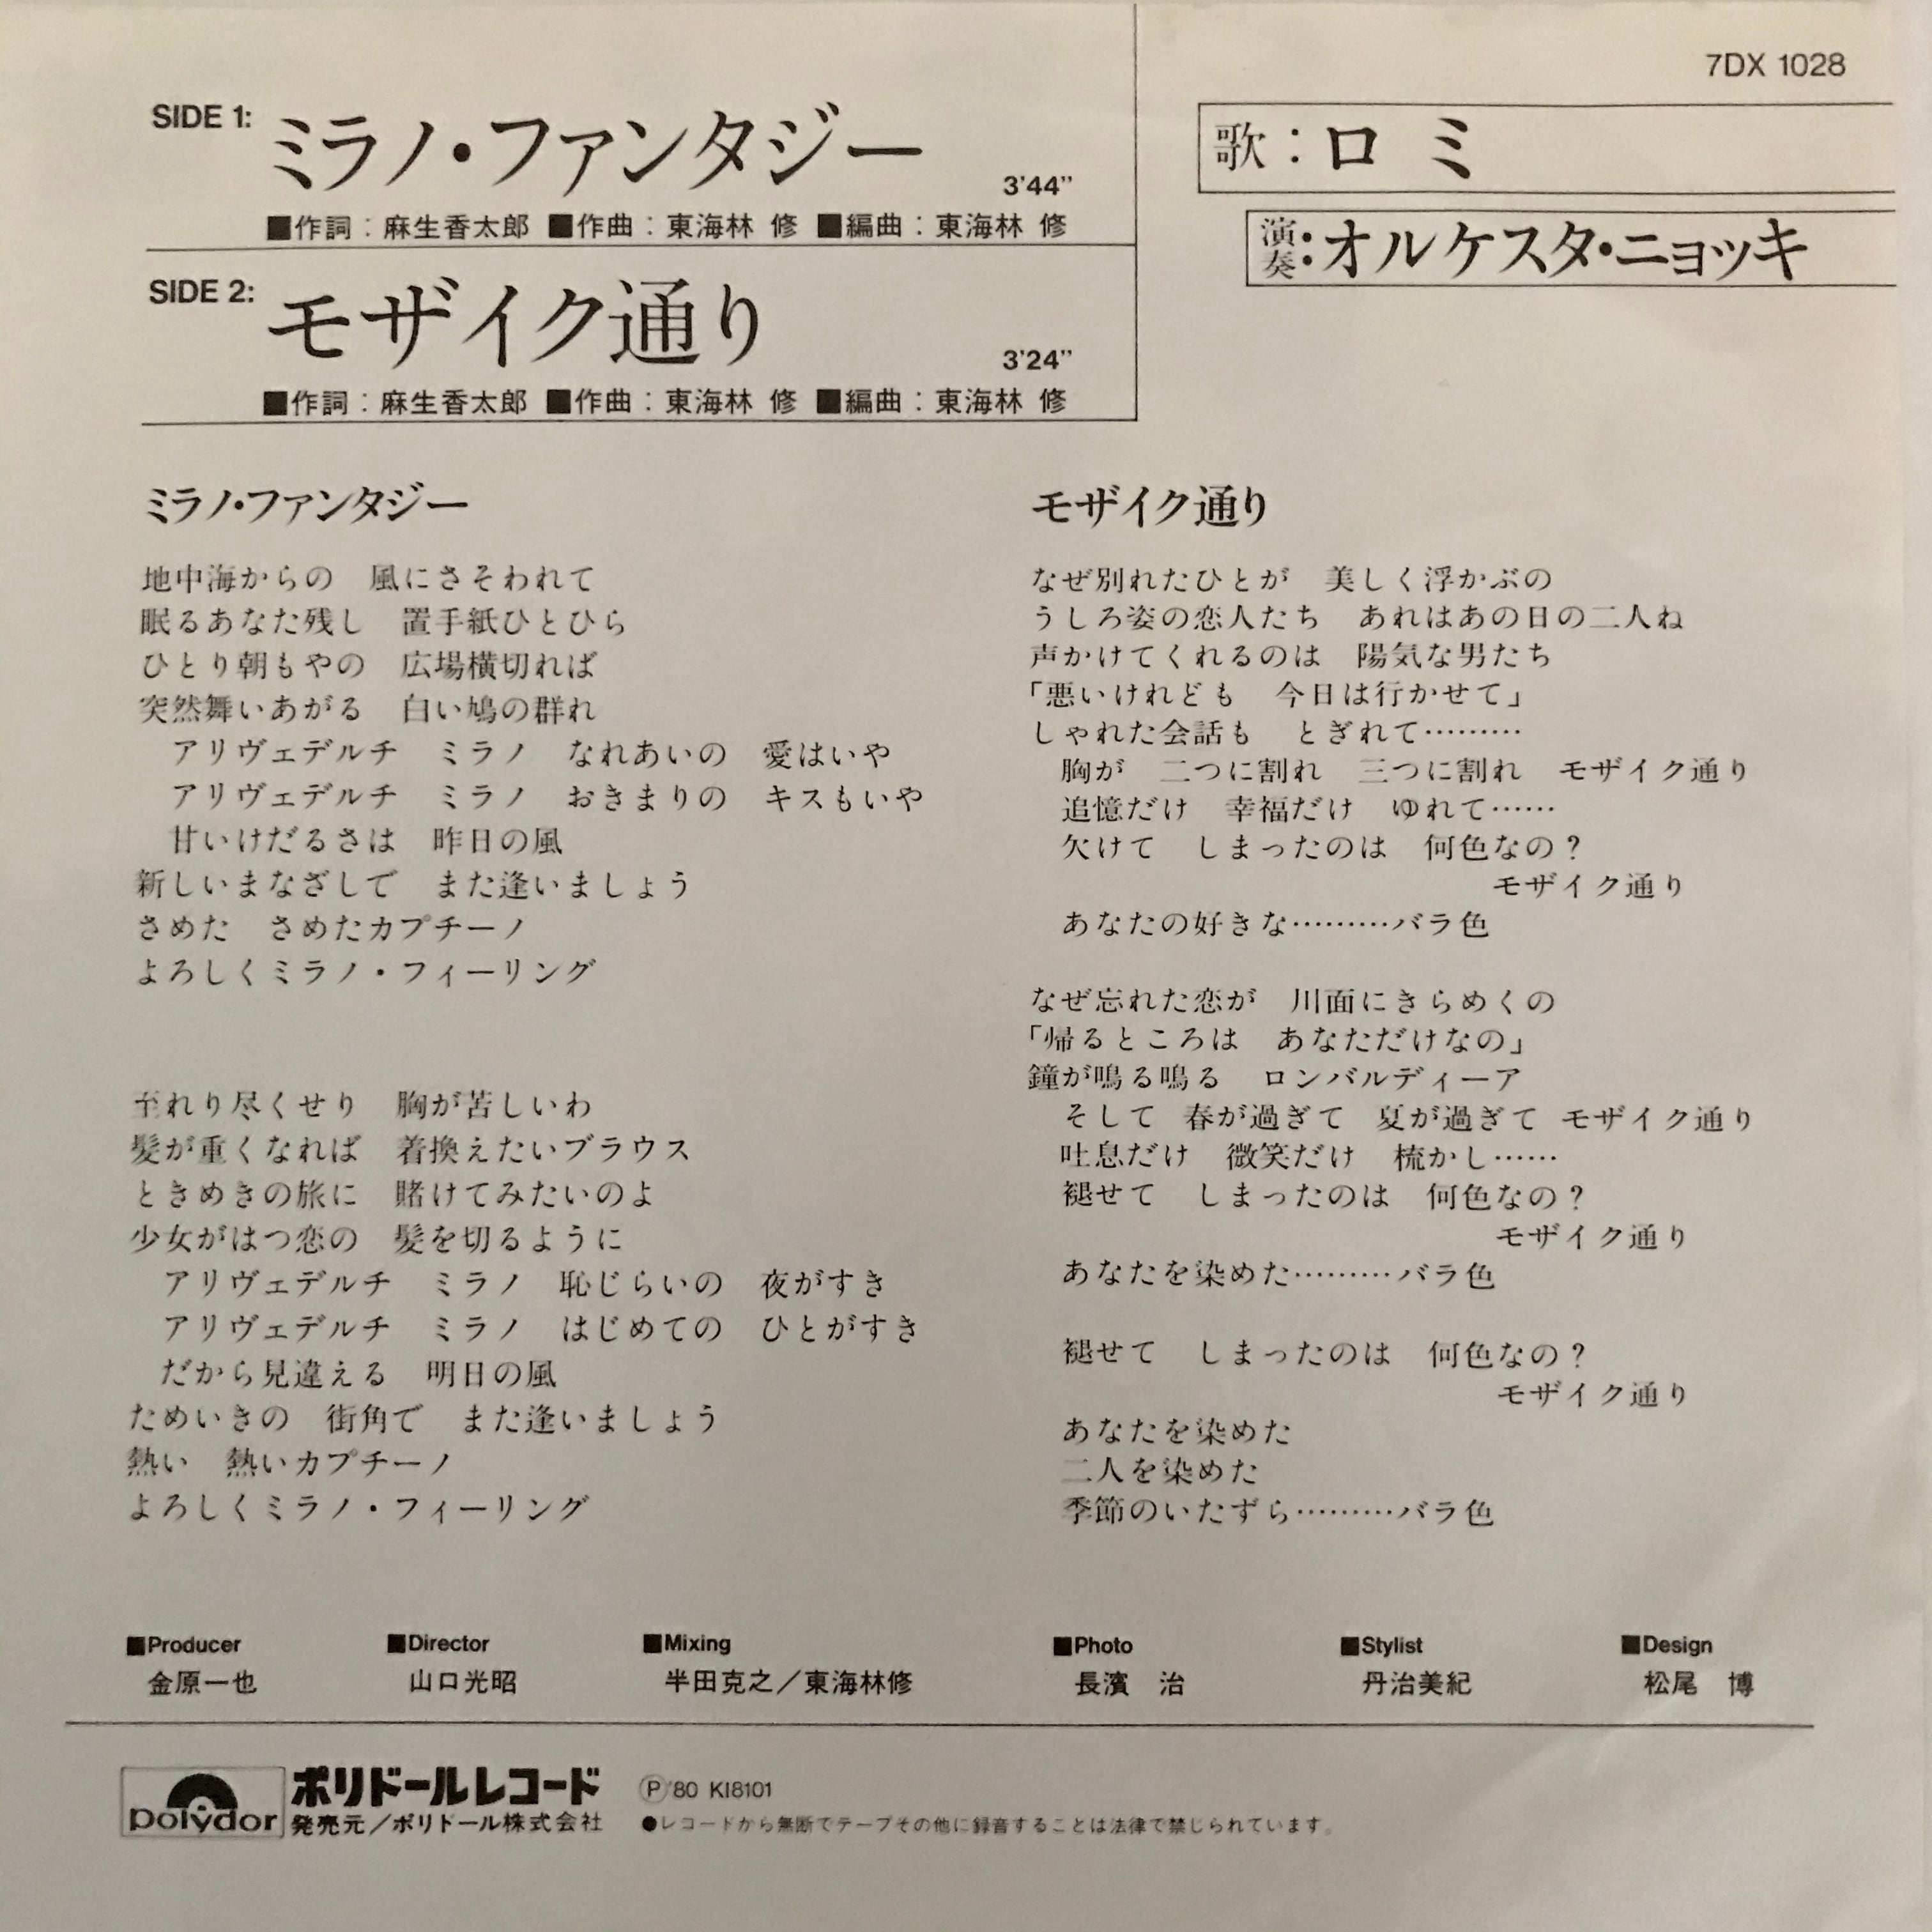 7DX 1028
SIDE 1: ミラノ・ファンタジー 3'44"
■作詞：麻生香太郎 ■作曲：東海林 修 ■編曲：東海林 修
SIDE 2: モザイク通り 3'24"
■作詞：麻生香太郎 ■作曲：東海林 修 ■編曲：東海林 修
歌：ロミ
演奏：オルケスタ・ニョッキ
ミラノ・ファンタジー
地中海からの　風にさそわれて
眠るあなた残し　置手紙ひとひら
ひとり朝もやの　広場横切れば
突然舞いあがる　白い鳩の群れ
アリヴェデルチ　ミラノ　なれあいの　愛はいや
アリヴェデルチ　ミラノ　おきまりの　キスもいや
甘いけだるさは　昨日の風
新しいまなざしで　また逢いましょう
さめた　さめたカプチーノ
よろしくミラノ・フィーリング
至れり尽くせり　胸が苦しいわ
髪が重くなれば　着換えたいブラウス
ときめきの旅に　賭けてみたいのよ
少女がはつ恋の　髪を切るように
アリヴェデルチ　ミラノ　恥じらいの　夜がすき
アリヴェデルチ　ミラノ　はじめての　ひとがすき
だから見違える　明日の風
ためいきの　街角で　また逢いましょう
熱い　熱いカプチーノ
よろしくミラノ・フィーリング
モザイク通り
なぜ別れたひとが　美しく浮かぶの
うしろ姿の恋人たち　あれはあの日の二人ね
声かけてくれるのは　陽気な男たち
「悪いけれども　今日は行かせて」
しゃれた会話も　とぎれて………
胸が　二つに割れ　三つに割れ　モザイク通り
追憶だけ　幸福だけ　ゆれて……
欠けて　しまったのは　何色なの？
モザイク通り
あなたの好きな………バラ色
なぜ忘れた恋が　川面にきらめくの
「帰るところは　あなただけなの」
鐘が鳴る鳴る　ロンバルディーア
そして　春が過ぎて　夏が過ぎて　モザイク通り
吐息だけ　微笑だけ　梳かし……
褪せて　しまったのは　何色なの？
モザイク通り
あなたを染めた………バラ色
褪せて　しまったのは　何色なの？
モザイク通り
あなたを染めた
二人を染めた
季節のいたずら………バラ色
■Producer ■Director ■Mixing ■Photo ■Stylist ■Design
金原一也 山口光昭 半田克之／東海林修 長濱　治 丹治美紀 松尾　博
polydor ポリドールレコード
発売元／ポリドール株式会社
Ⓟ'80 KI8101
●レコードから無断でテープその他に録音することは法律で禁じられています。